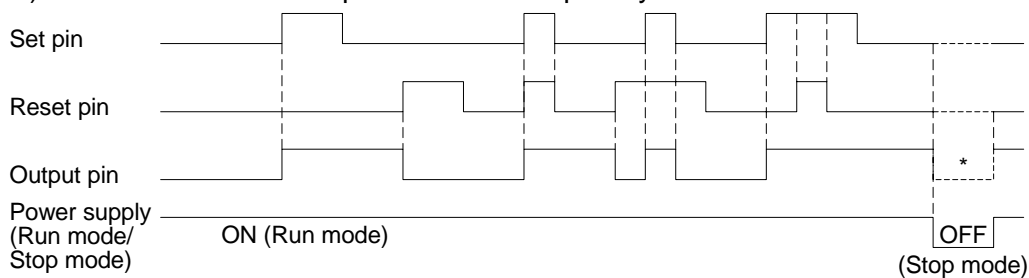 Set pin
Reset pin
Output pin
*
Power supply
(Run mode/
Stop mode)
ON (Run mode)
OFF
(Stop mode)